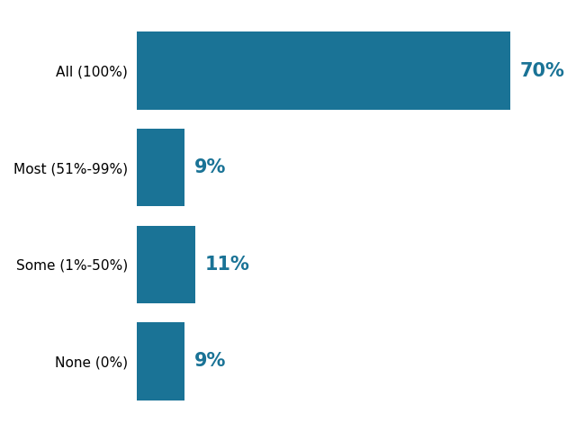 All (100%)
70%
Most (51%-99%)
9%
Some (1%-50%)
11%
None (0%)
9%